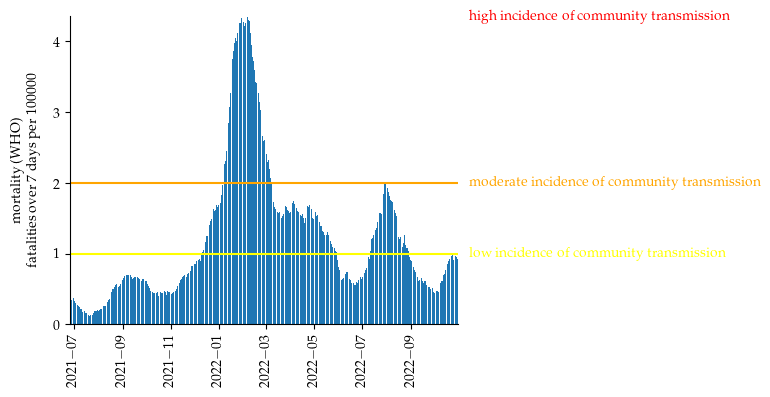 high incidence of community transmission
4
3
mortality (WHO)
fatalities over 7 days per 100000
2
moderate incidence of community transmission
1
low incidence of community transmission
0
2021−07
2021−09
2021−11
2022−01
2022−03
2022−05
2022−07
2022−09